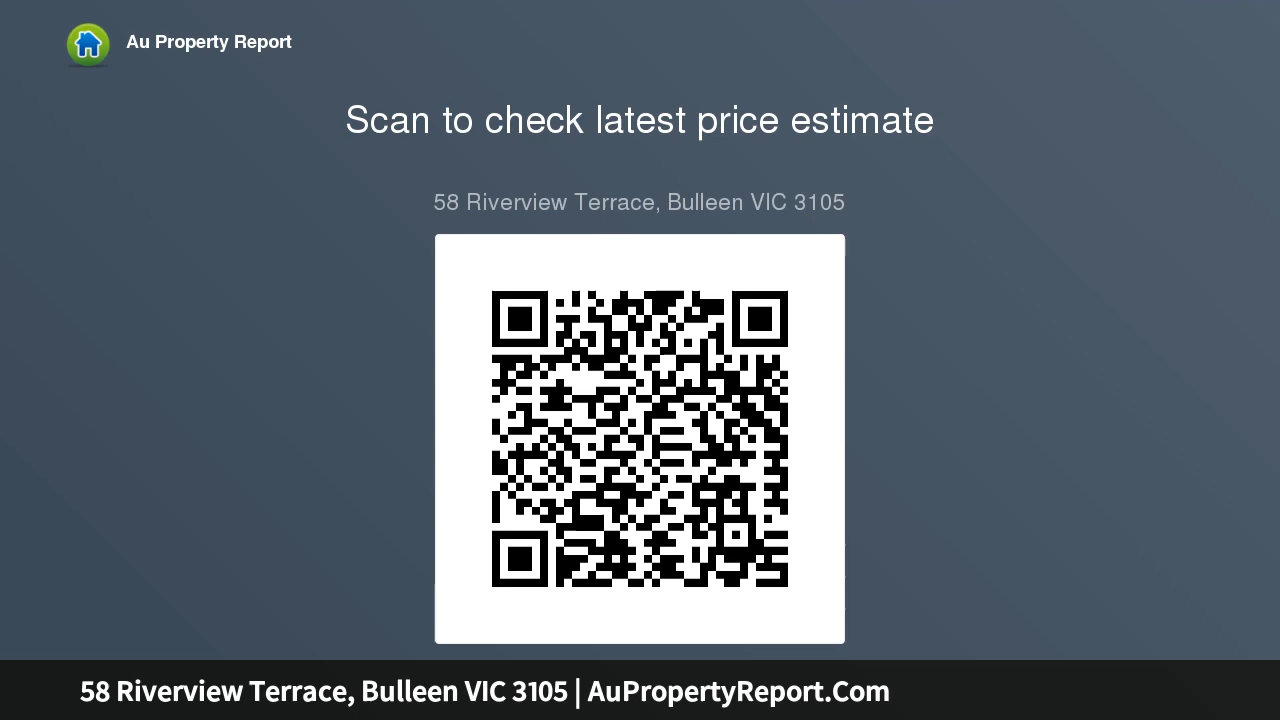 Au Property Report
Scan to check latest price estimate
58 Riverview Terrace, Bulleen VIC 3105
58 Riverview Terrace, Bulleen VIC 3105 | AuPropertyReport.Com